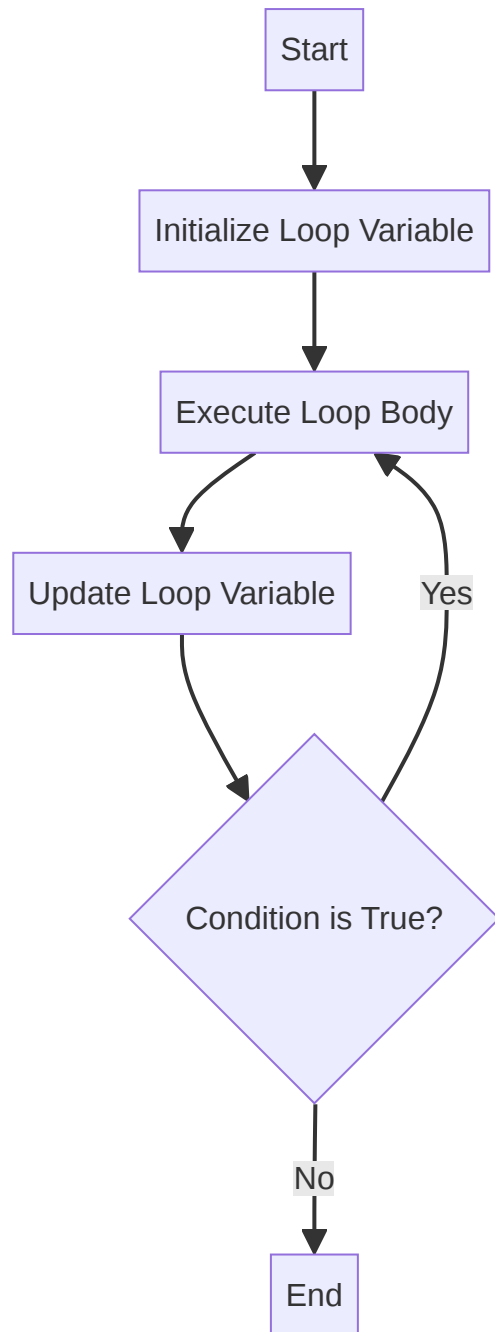 Start
Initialize Loop Variable
Execute Loop Body
Update Loop Variable
Yes
Condition is True?
No
End